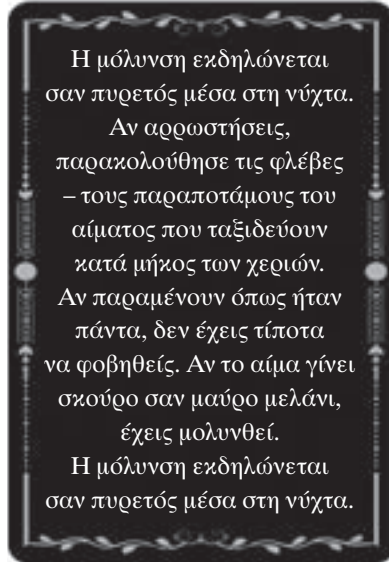 Η μόλυνση εκδηλώνεται
σαν πυρετός μέσα στη νύχτα.
Αν αρρωστήσεις,
παρακολούθησε τις φλέβες
– τους παραποτάμους του
αίματος που ταξιδεύουν
κατά μήκος των χεριών.
Αν παραμένουν όπως ήταν
πάντα, δεν έχεις τίποτα
να φοβηθείς. Αν το αίμα γίνει
σκούρο σαν μαύρο μελάνι,
έχεις μολυνθεί.
Η μόλυνση εκδηλώνεται
σαν πυρετός μέσα στη νύχτα.